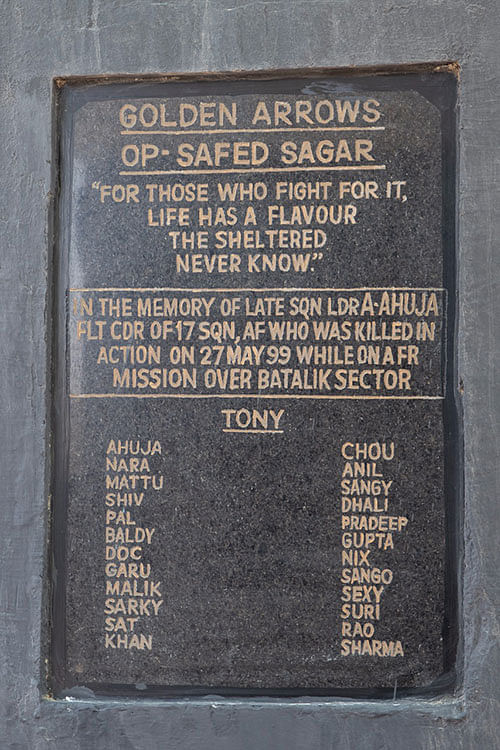 GOLDEN ARROWS
OP-SAFED SAGAR
"FOR THOSE WHO FIGHT FOR IT,
LIFE HAS A FLAVOUR
THE SHELTERED
NEVER KNOW."
IN THE MEMORY OF LATE SQN LDR A-AHUJA
FLT CDR OF 17 SQN, AF WHO WAS KILLED IN
ACTION ON 27 MAY 99 WHILE ON A FR
MISSION OVER BATALIK SECTOR
TONY
AHUJA
NARA
MATTU
SHIV
PAL
BALDY
DOC
GARU
MALIK
SARKY
SAT
KHAN
CHOU
ANIL
SANGY
DHALI
PRADEEP
GUPTA
NIX
SANGO
SEXY
SURI
RAO
SHARMA